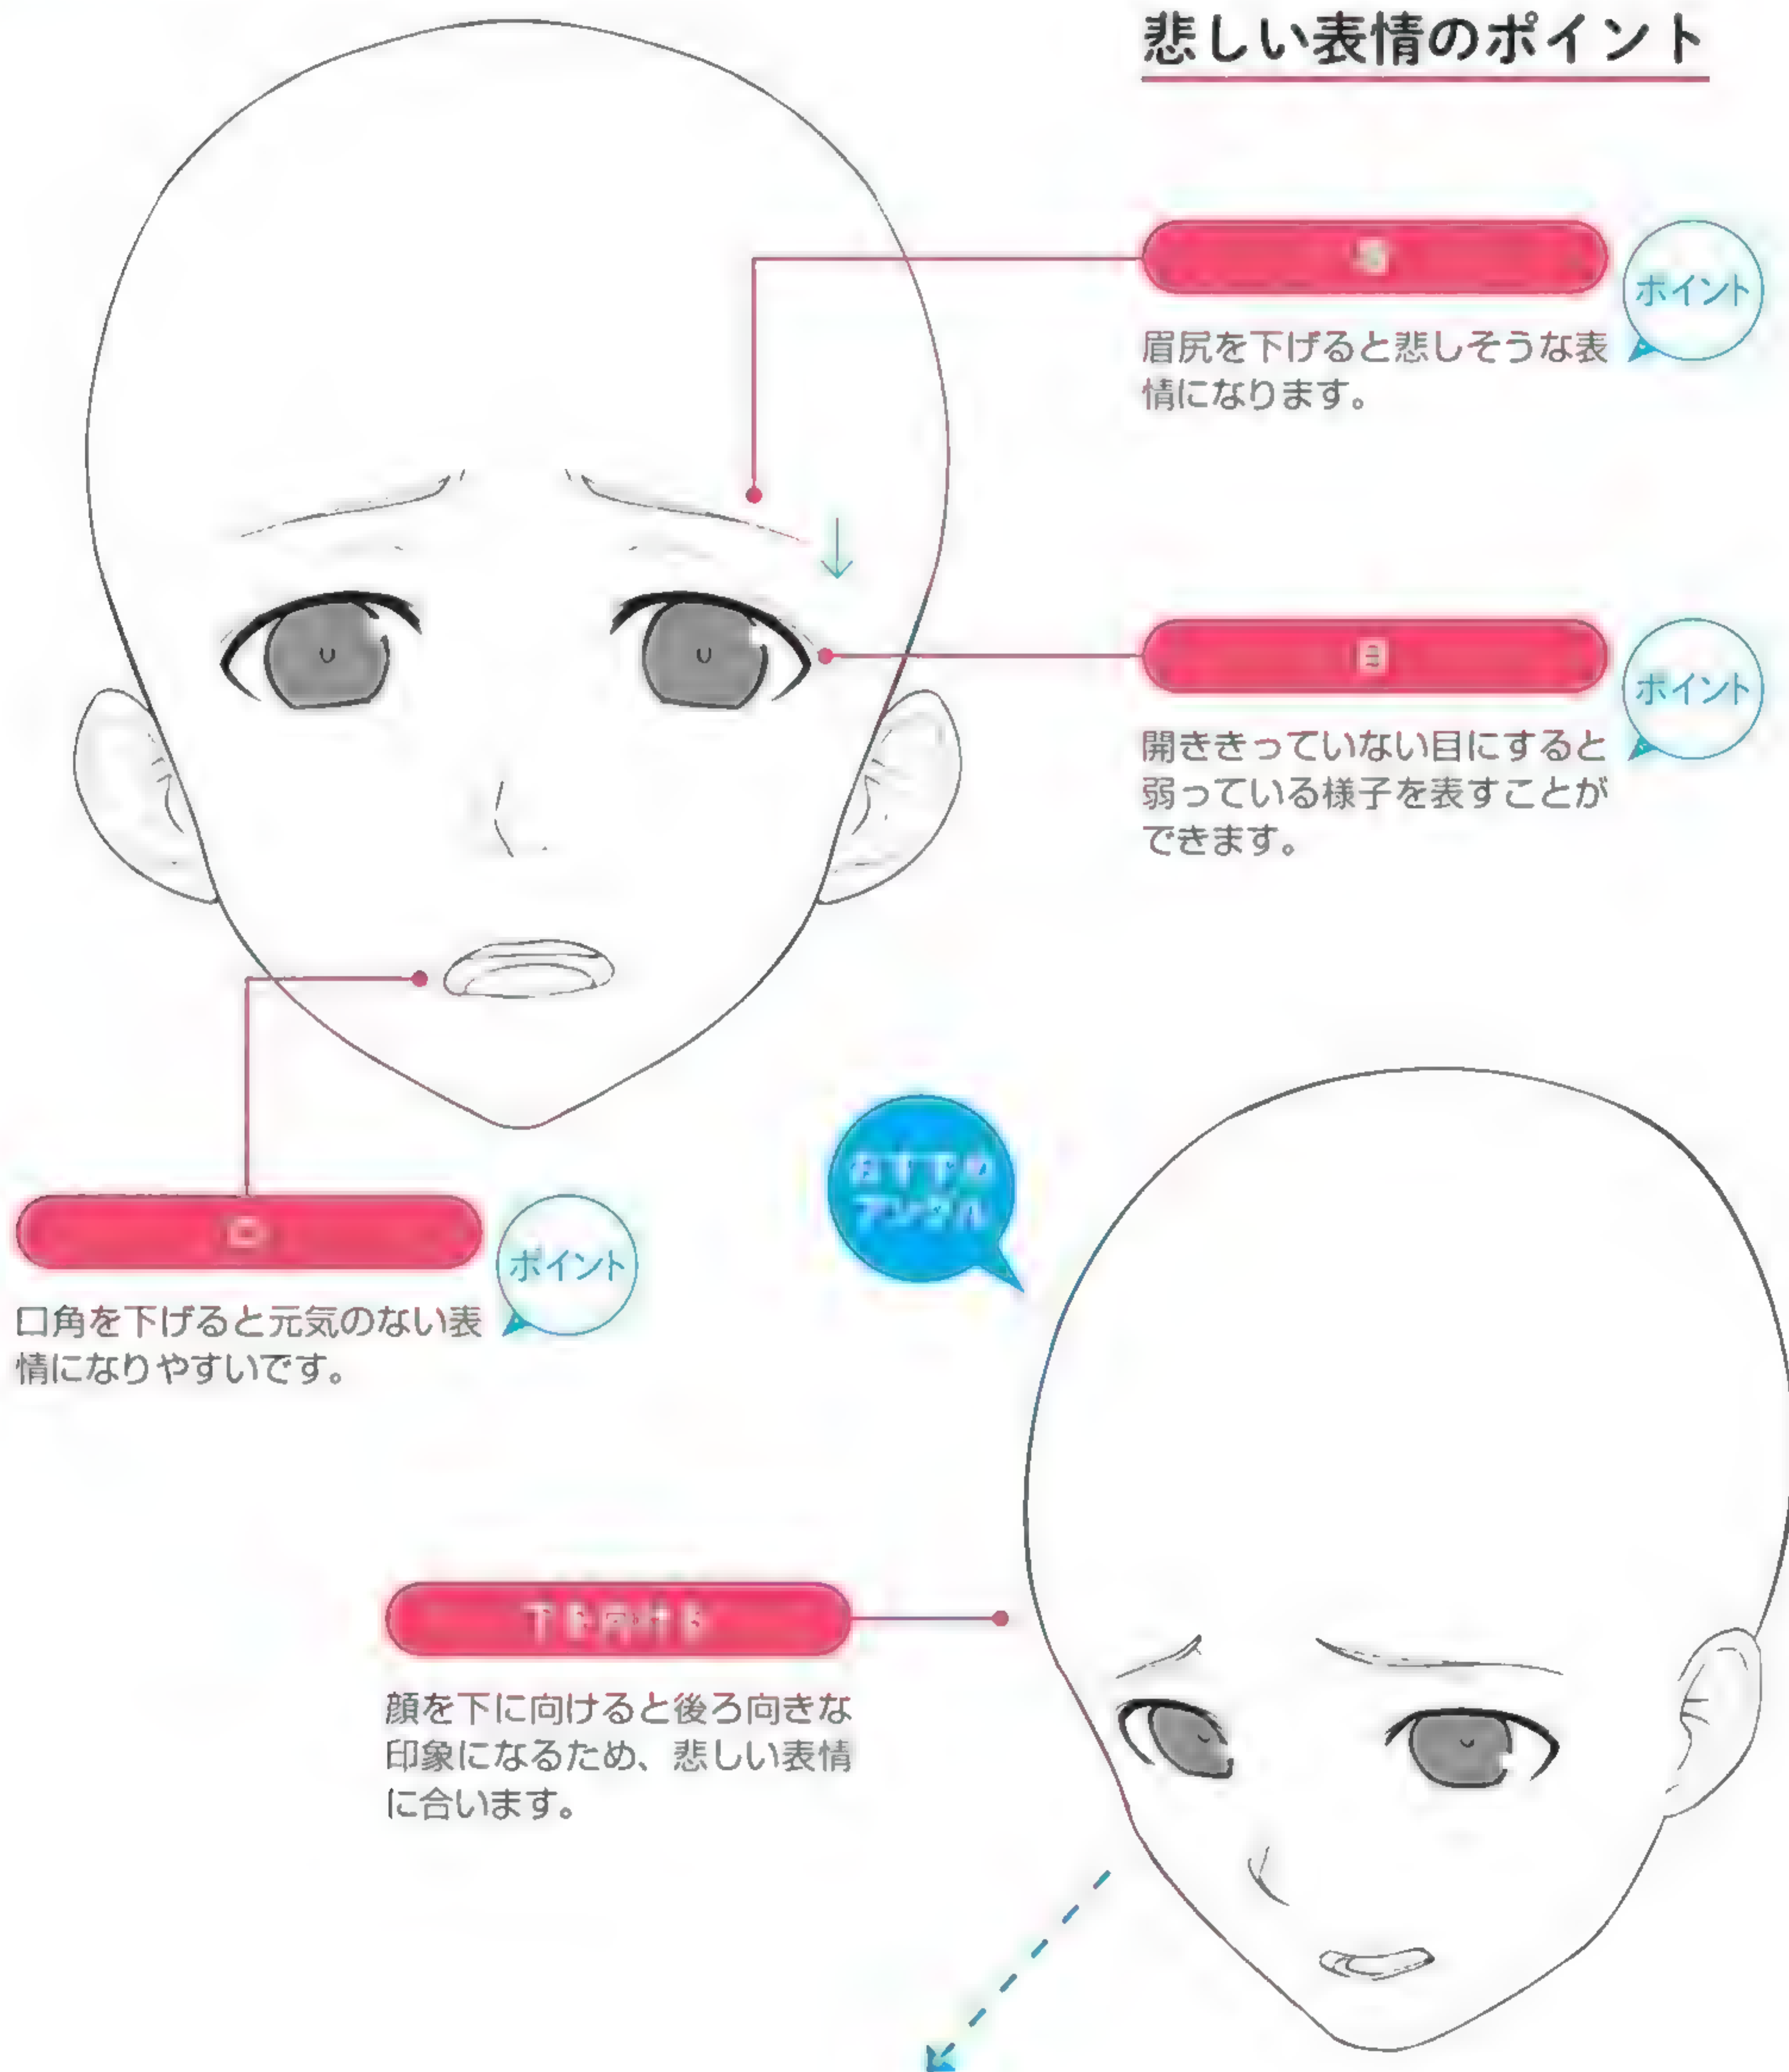 悲しい表情のポイント
眉
ポイント
眉尻を下げると悲しそうな表
情になります。
目
ポイント
開ききっていない目にすると
弱っている様子を表すことが
できます。
口
ポイント
口角を下げると元気のない表
情になりやすいです。
おすすめ
アングル
顔を下に向けると後ろ向きな
印象になるため、悲しい表情
に合います。